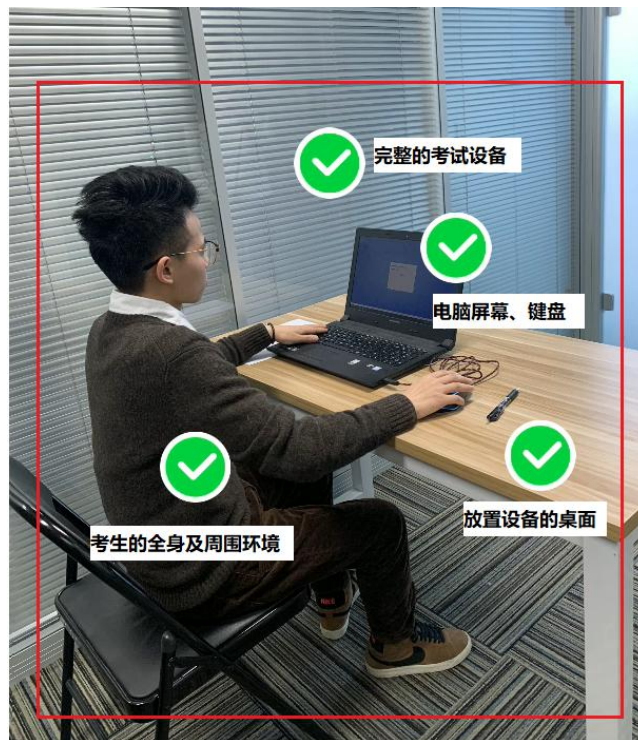 完整的考试设备
电脑屏幕、键盘
放置设备的桌面
考生的全身及周围环境